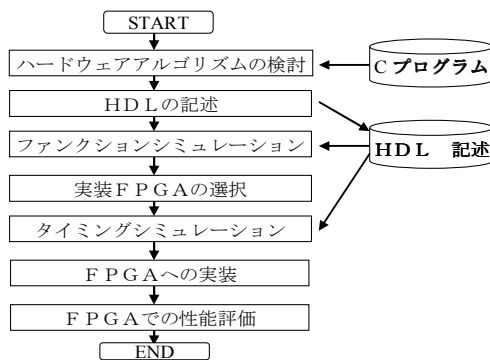 START
ハードウェアアルゴリズムの検討
C プログラム
ＨＤＬの記述
ファンクションシミュレーション
ＨＤＬ　記述
実装ＦＰＧＡの選択
タイミングシミュレーション
ＦＰＧＡへの実装
ＦＰＧＡでの性能評価
END